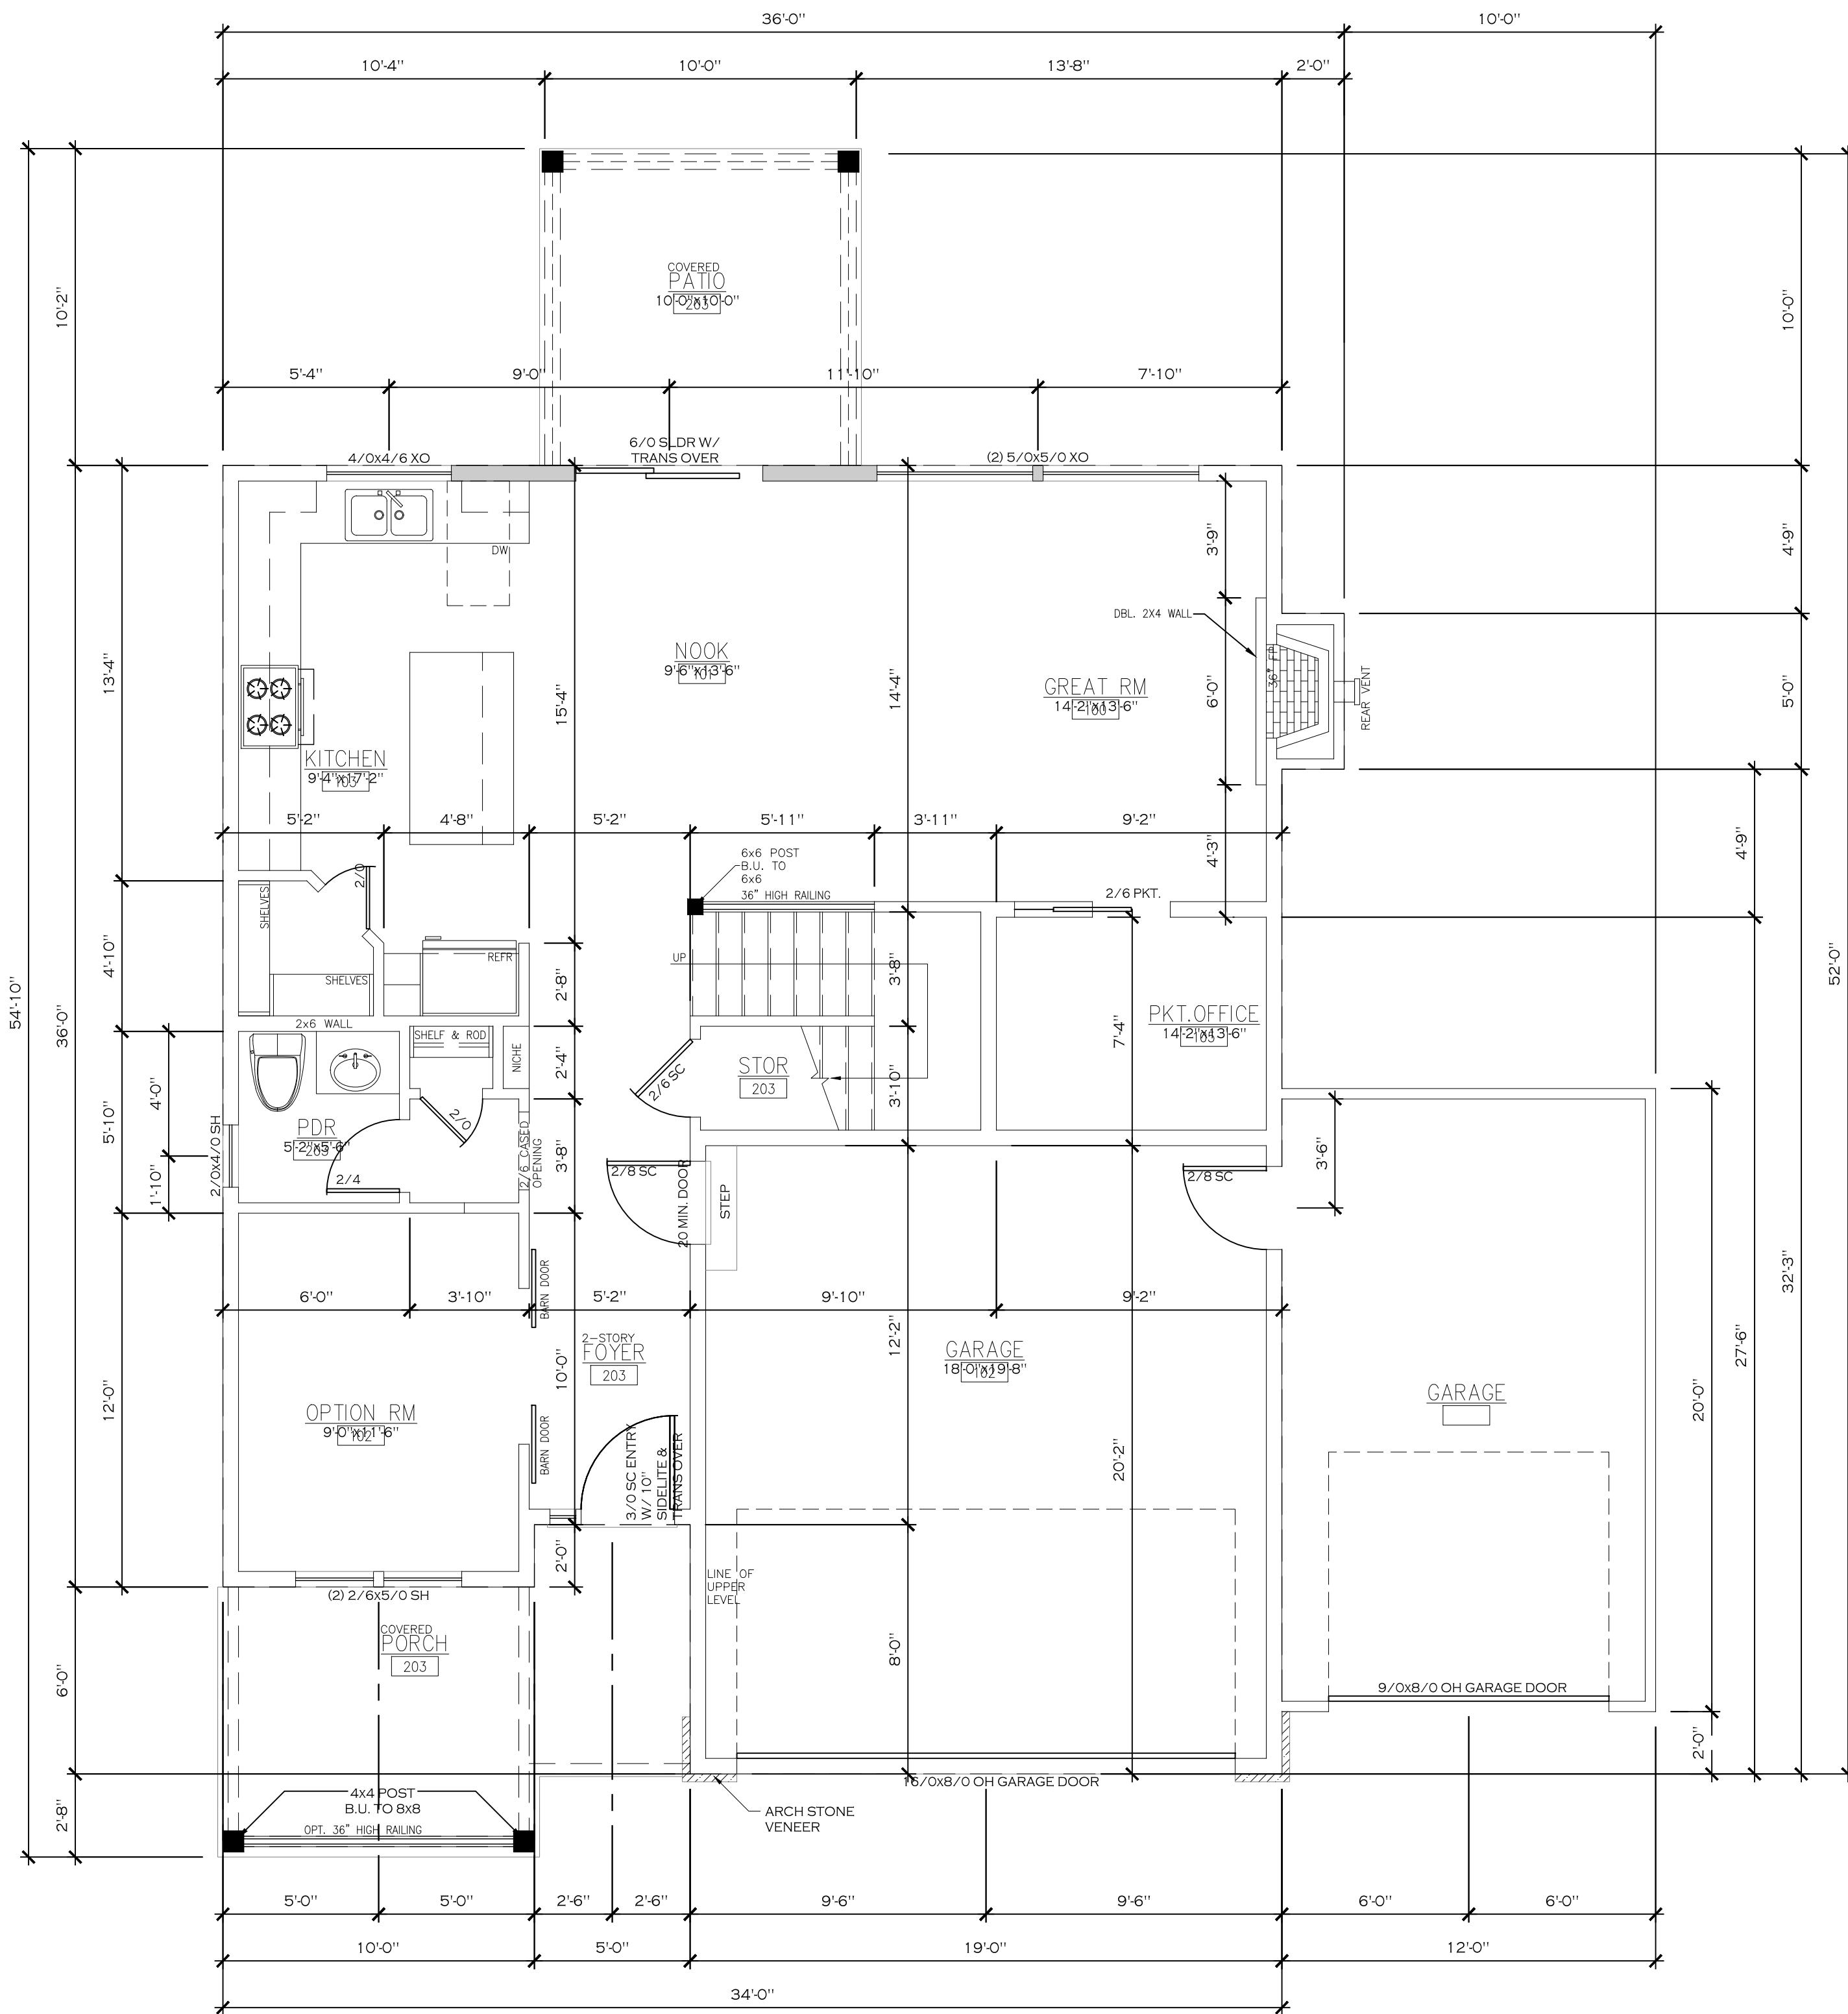 36'-0" 10'-0"
10'-4" 10'-0" 13'-8" 2'-0"
COVERED
PATIO
10'-0"x10'-0"
203
10'-2"
10'-0"
5'-4" 9'-0" 11'-10" 7'-10"
6/0 SLDR W/
TRANS OVER
4/0x4/6 XO
(2) 5/0x5/0 XO
DW
3'-9"
4'-9"
DBL. 2X4 WALL
NOOK
9'-6"x13'-6"
101
GREAT RM
14'-2"x13'-6"
100
36" FP
REAR VENT
13'-4"
15'-4"
14'-4"
6'-0"
5'-0"
KITCHEN
9'-4"x17'-2"
103
5'-2" 4'-8" 5'-2" 5'-11" 3'-11" 9'-2"
4'-3"
4'-9"
6x6 POST
B.U. TO
6x6
36" HIGH RAILING
2/6 PKT.
2/0
SHELVES
SHELVES
REFR
UP
4'-10"
2'-8"
3'-8"
54'-10"
36'-0"
52'-0"
2x6 WALL
SHELF & ROD
NICHE
2'-4"
STOR
203
2/6 SC
3'-10"
7'-4"
PKT.OFFICE
14'-2"x13'-6"
103
4'-0"
5'-10"
1'-10"
2/0x4/0 SH
PDR
5'-2"x5'-6"
203
2/0
2/4
2/6 CASED
OPENING
3'-8"
2/8 SC
20 MIN. DOOR
STEP
2/8 SC
3'-6"
BARN DOOR
6'-0" 3'-10" 5'-2" 9'-10" 9'-2"
32'-3"
27'-6"
12'-2"
2-STORY
FOYER
203
10'-0"
GARAGE
18'-0"x19'-8"
102
GARAGE
12'-0"
20'-0"
OPTION RM
9'-0"x11'-6"
102
BARN DOOR
3/0 SC ENTRY
W/ 10"
SIDELITE &
TRANS OVER
20'-2"
2'-0"
LINE OF
UPPER
LEVEL
(2) 2/6x5/0 SH
COVERED
PORCH
203
6'-0"
8'-0"
9/0x8/0 OH GARAGE DOOR
2'-0"
16/0x8/0 OH GARAGE DOOR
4x4 POST
B.U. TO 8x8
OPT. 36" HIGH RAILING
ARCH STONE
VENEER
2'-8"
5'-0" 5'-0" 2'-6" 2'-6" 9'-6" 9'-6" 6'-0" 6'-0"
10'-0" 5'-0" 19'-0" 12'-0"
34'-0"